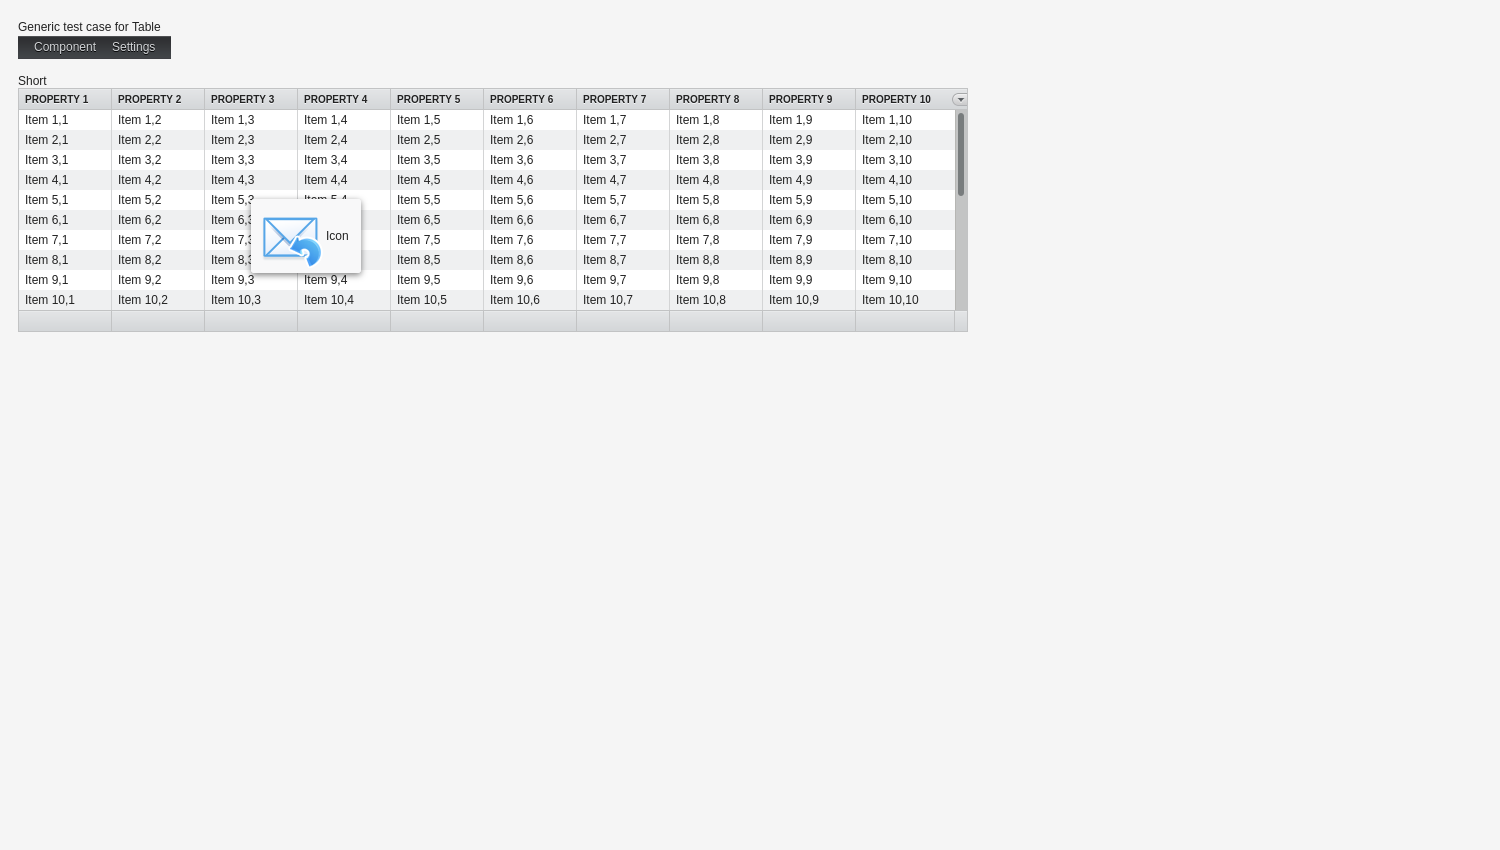 Generic test case for Table
Component Settings
Short
PROPERTY 1 PROPERTY 2 PROPERTY 3 PROPERTY 4 PROPERTY 5 PROPERTY 6 PROPERTY 7 PROPERTY 8 PROPERTY 9 PROPERTY 10
Item 1,1 Item 1,2 Item 1,3 Item 1,4 Item 1,5 Item 1,6 Item 1,7 Item 1,8 Item 1,9 Item 1,10
Item 2,1 Item 2,2 Item 2,3 Item 2,4 Item 2,5 Item 2,6 Item 2,7 Item 2,8 Item 2,9 Item 2,10
Item 3,1 Item 3,2 Item 3,3 Item 3,4 Item 3,5 Item 3,6 Item 3,7 Item 3,8 Item 3,9 Item 3,10
Item 4,1 Item 4,2 Item 4,3 Item 4,4 Item 4,5 Item 4,6 Item 4,7 Item 4,8 Item 4,9 Item 4,10
Item 5,1 Item 5,2 Item 5,3 Item 5,4 Item 5,5 Item 5,6 Item 5,7 Item 5,8 Item 5,9 Item 5,10
Item 6,1 Item 6,2 Item 6,3 Item 6,5 Item 6,6 Item 6,7 Item 6,8 Item 6,9 Item 6,10
Icon
Item 7,1 Item 7,2 Item 7,3 Item 7,5 Item 7,6 Item 7,7 Item 7,8 Item 7,9 Item 7,10
Item 8,1 Item 8,2 Item 8,3 Item 8,5 Item 8,6 Item 8,7 Item 8,8 Item 8,9 Item 8,10
Item 9,1 Item 9,2 Item 9,3 Item 9,4 Item 9,5 Item 9,6 Item 9,7 Item 9,8 Item 9,9 Item 9,10
Item 10,1 Item 10,2 Item 10,3 Item 10,4 Item 10,5 Item 10,6 Item 10,7 Item 10,8 Item 10,9 Item 10,10